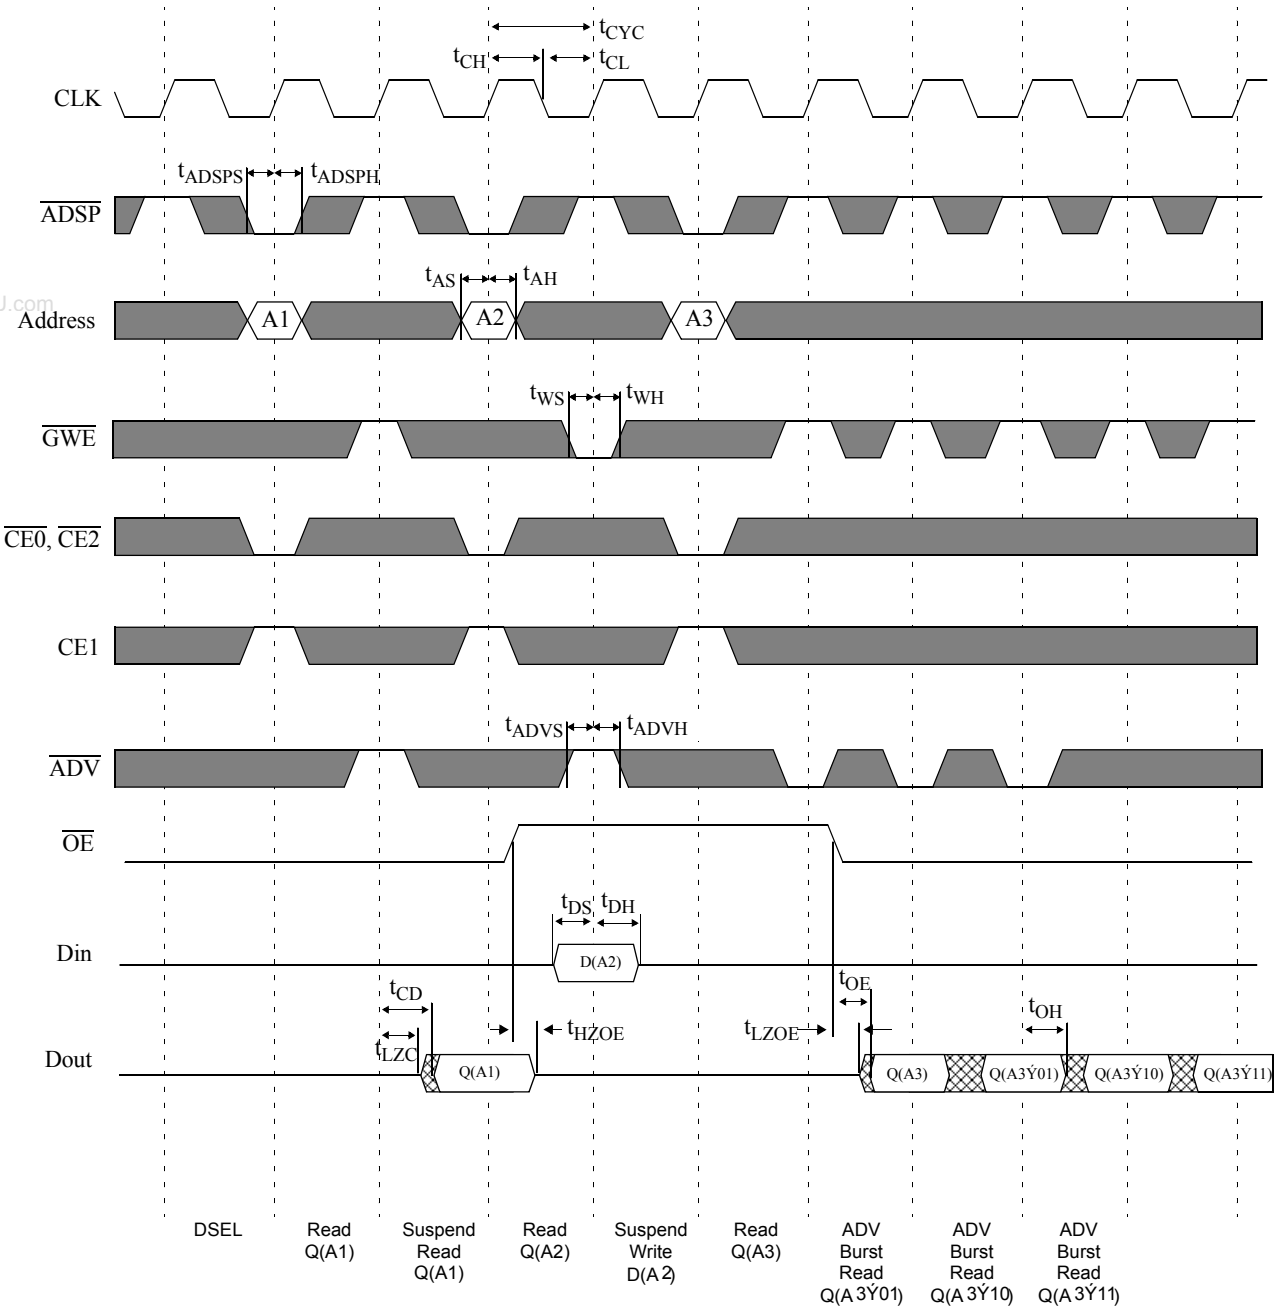 tCYC
tCH tCL
CLK
tADSPS tADSPH
ADSP
tAS tAH
J.com
Address A1 A2 A3
tWS tWH
GWE
CE0, CE2
CE1
tADVS tADVH
ADV
OE
tDS tDH
Din D(A2)
tCD tOE tOH
tLZC tHZOE tLZOE
Dout Q(A1) Q(A3) Q(A3Ý01) Q(A3Ý10) Q(A3Ý11)
DSEL Read Suspend Read Suspend Read ADV ADV ADV
Q(A1) Read Q(A2) Write Q(A3) Burst Burst Burst
Q(A1) D(A2) Read Read Read
Q(A3Ý01) Q(A3Ý10) Q(A3Ý11)